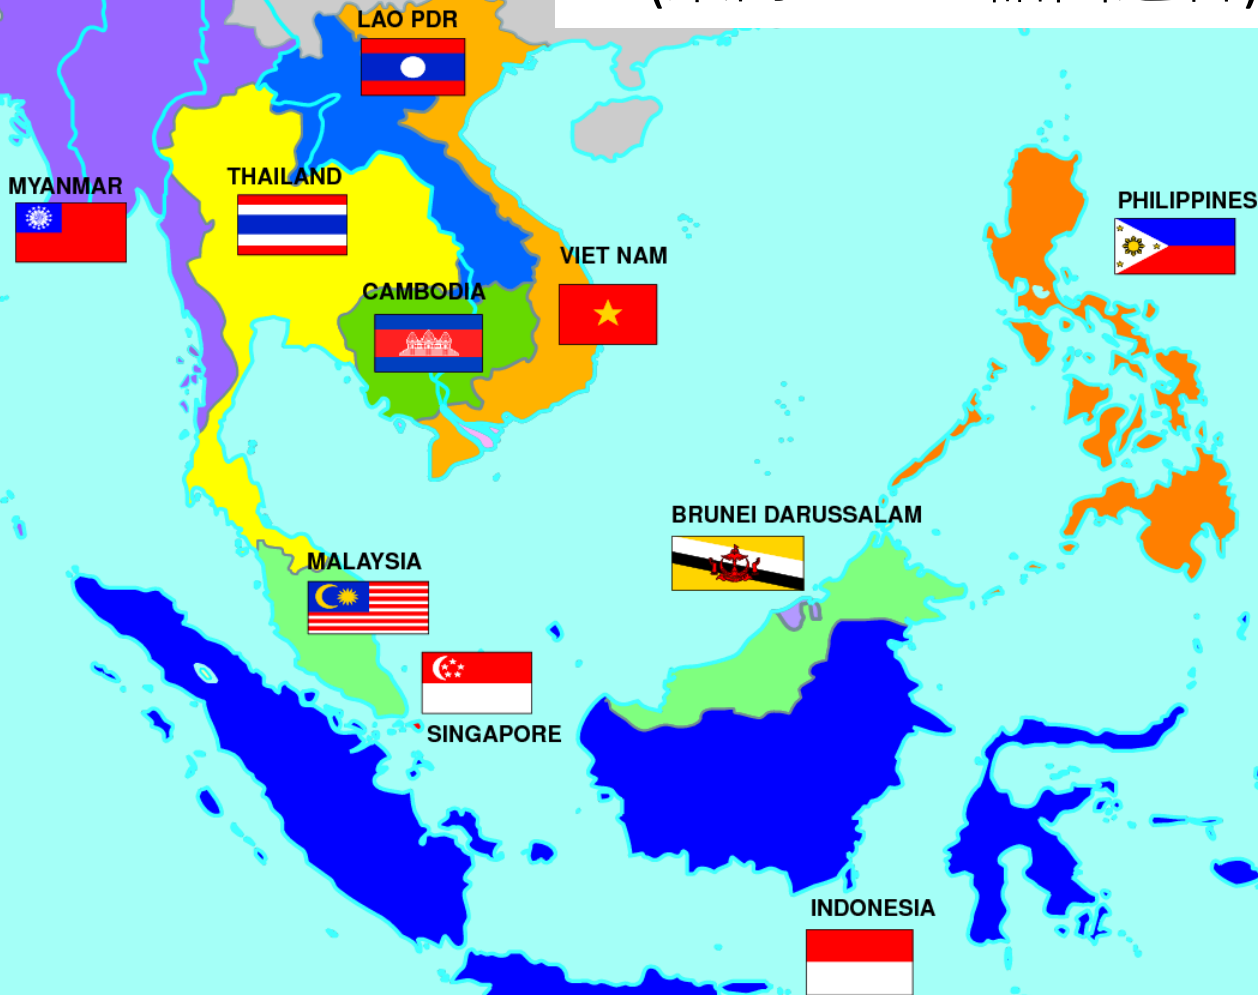 LAO PDR
MYANMAR
THAILAND
PHILIPPINES
VIET NAM
CAMBODIA
BRUNEI DARUSSALAM
MALAYSIA
SINGAPORE
INDONESIA